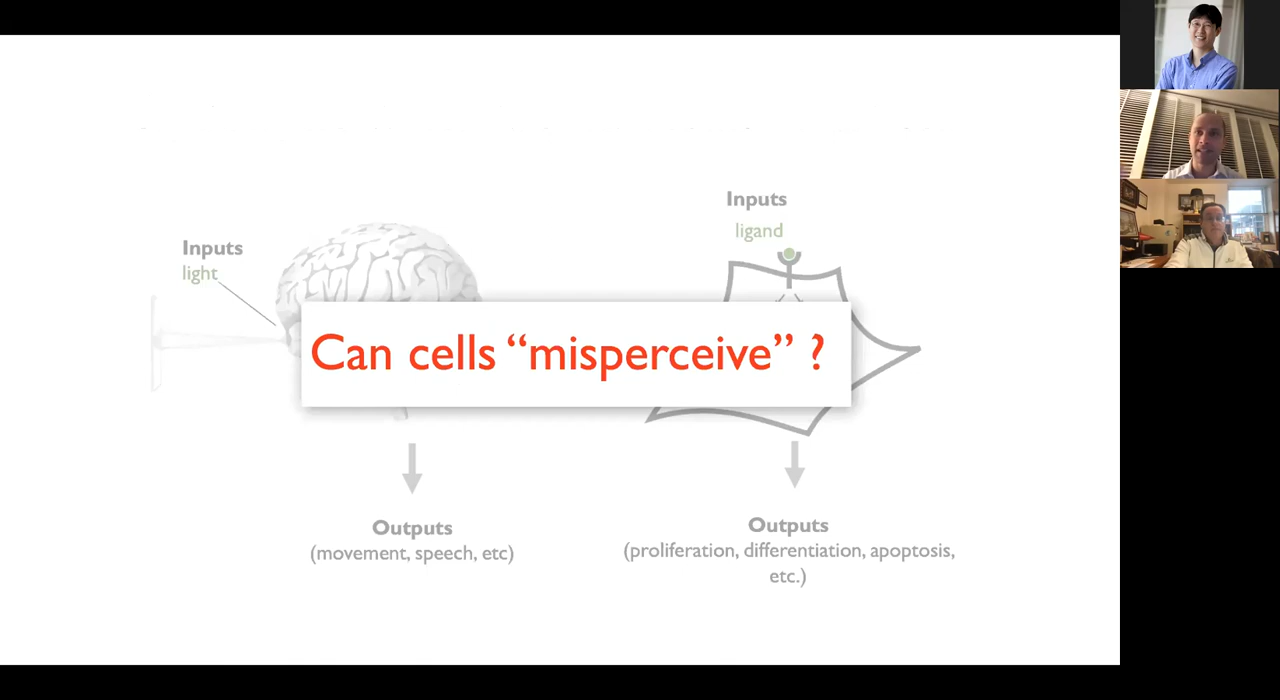 Inputs
light
Inputs
ligand
Can cells “misperceive” ?
Outputs
(movement, speech, etc)
Outputs
(proliferation, differentiation, apoptosis,
etc.)